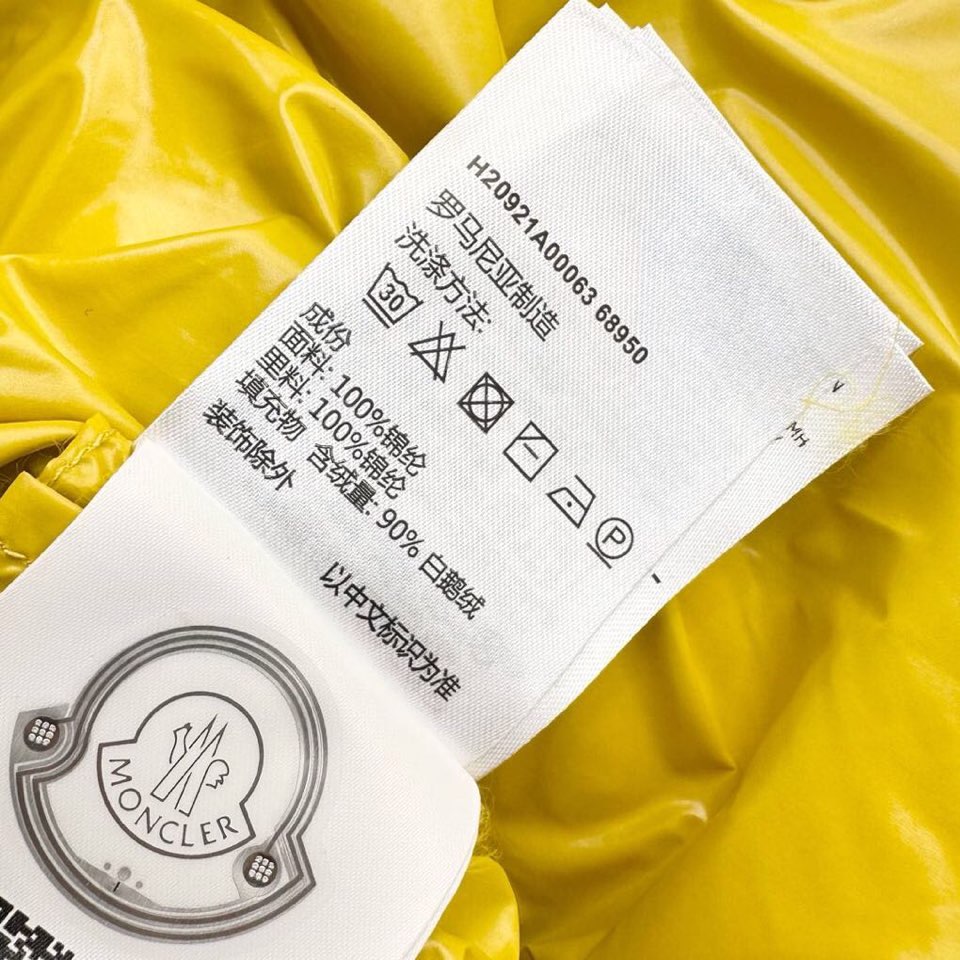 H20921A00063 68950
罗马尼亚制造
洗涤方法:
30
P
成份
面料: 100%锦纶
里料: 100%锦纶
填充物 含绒量: 90% 白鹅绒
装饰除外
以中文标识为准
MH
MONCLER